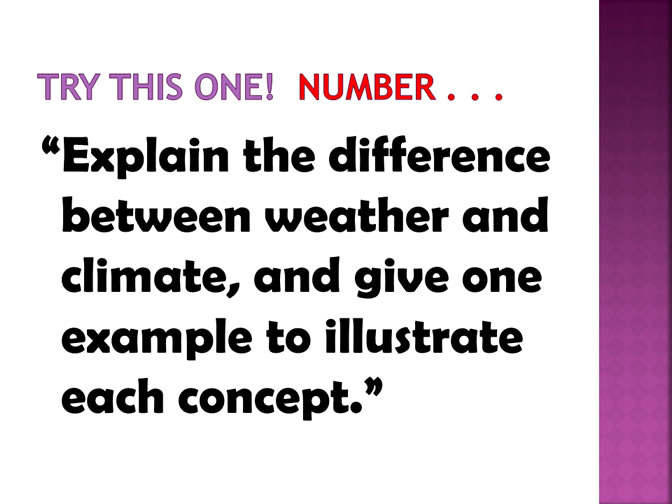 TRY THIS ONE! NUMBER . . .
“Explain the difference
between weather and
climate, and give one
example to illustrate
each concept.”